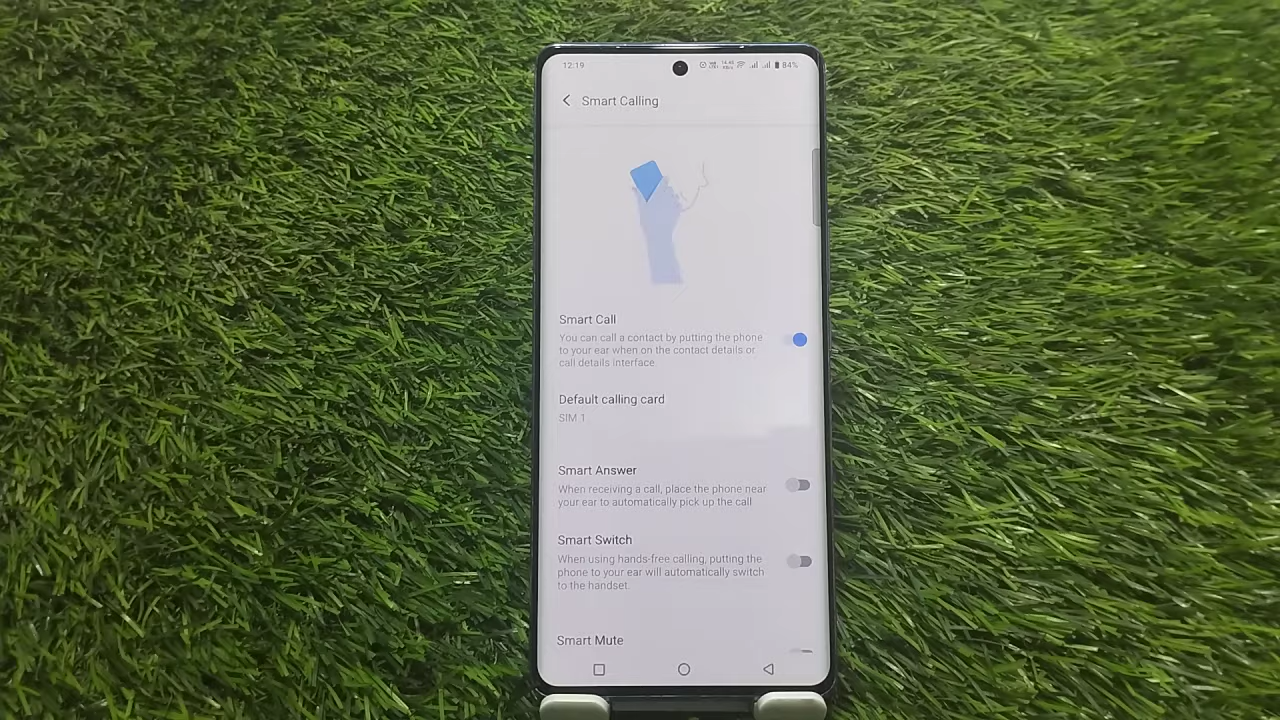 12:19
84%
Smart Calling
Smart Call
You can call a contact by putting the phone
to your ear when on the contact details or
call details interface.
Default calling card
SIM 1
Smart Answer
When receiving a call, place the phone near
your ear to automatically pick up the call
Smart Switch
When using hands-free calling, putting the
phone to your ear will automatically switch
to the handset.
Smart Mute